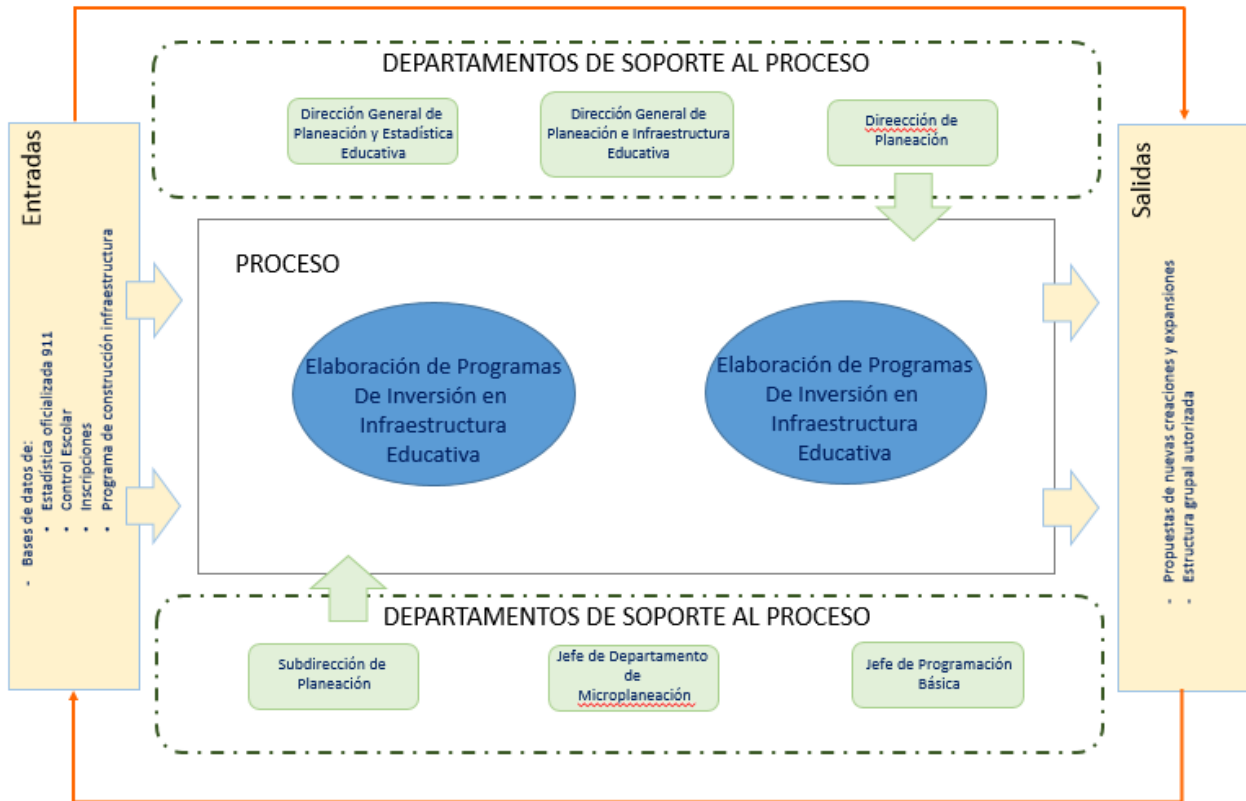 DEPARTAMENTOS DE SOPORTE AL PROCESO
Dirección General de
Planeación y Estadística
Educativa
Dirección General de
Planeación e Infraestructura
Educativa
Direección de
Planeación
Entradas
- Bases de datos de:
• Estadística oficializada 911
• Control Escolar
• Inscripciones
• Programa de construcción infraestructura
PROCESO
Elaboración de Programas
De Inversión en
Infraestructura
Educativa
Elaboración de Programas
De Inversión en
Infraestructura
Educativa
Salidas
- Propuestas de nuevas creaciones y expansiones
- Estructura grupal autorizada
DEPARTAMENTOS DE SOPORTE AL PROCESO
Subdirección de
Planeación
Jefe de Departamento
de
Microplaneación
Jefe de Programación
Básica